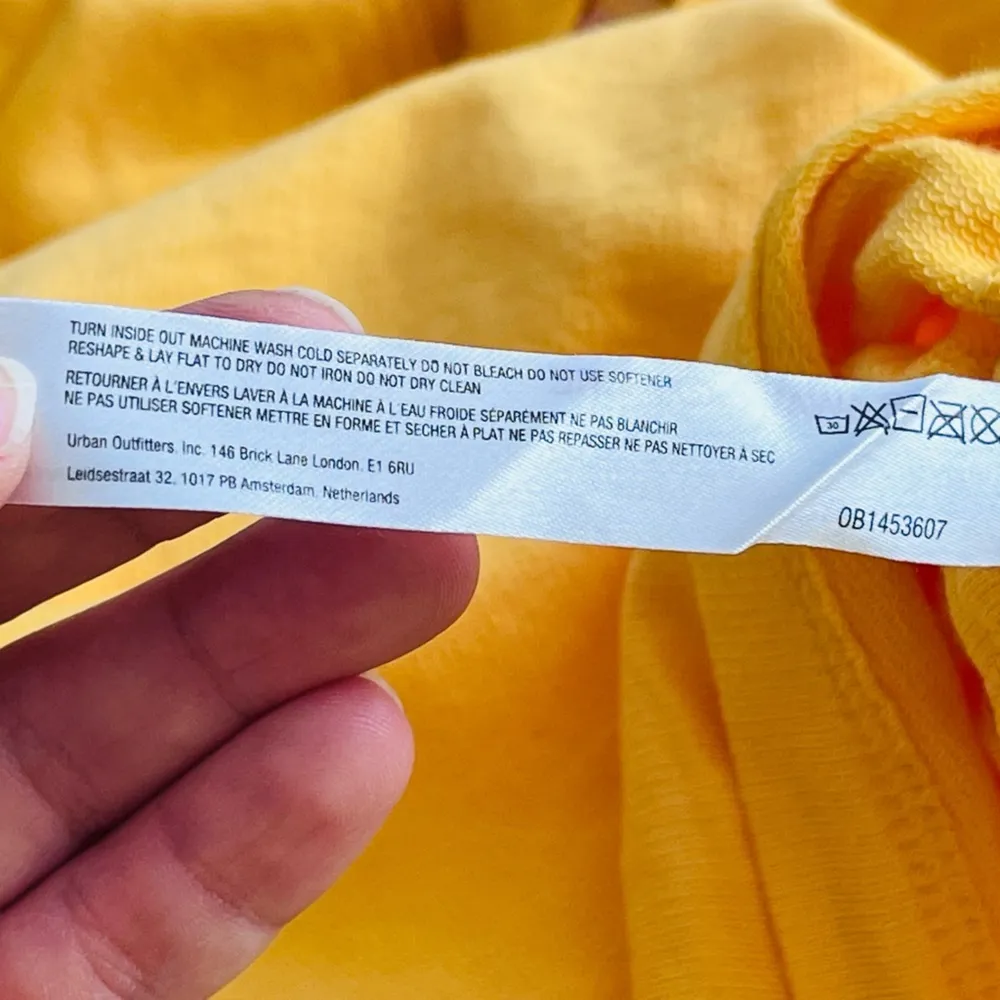 TURN INSIDE OUT MACHINE WASH COLD SEPARATELY DO NOT BLEACH DO NOT USE SOFTENER
RESHAPE & LAY FLAT TO DRY DO NOT IRON DO NOT DRY CLEAN
RETOURNER À L'ENVERS LAVER À LA MACHINE À L'EAU FROIDE SÉPARÉMENT NE PAS BLANCHIR
NE PAS UTILISER SOFTENER METTRE EN FORME ET SECHER À PLAT NE PAS REPASSER NE PAS NETTOYER À SEC
Urban Outfitters, Inc. 146 Brick Lane London, E1 6RU
Leidsestraat 32, 1017 PB Amsterdam, Netherlands
30
OB1453607